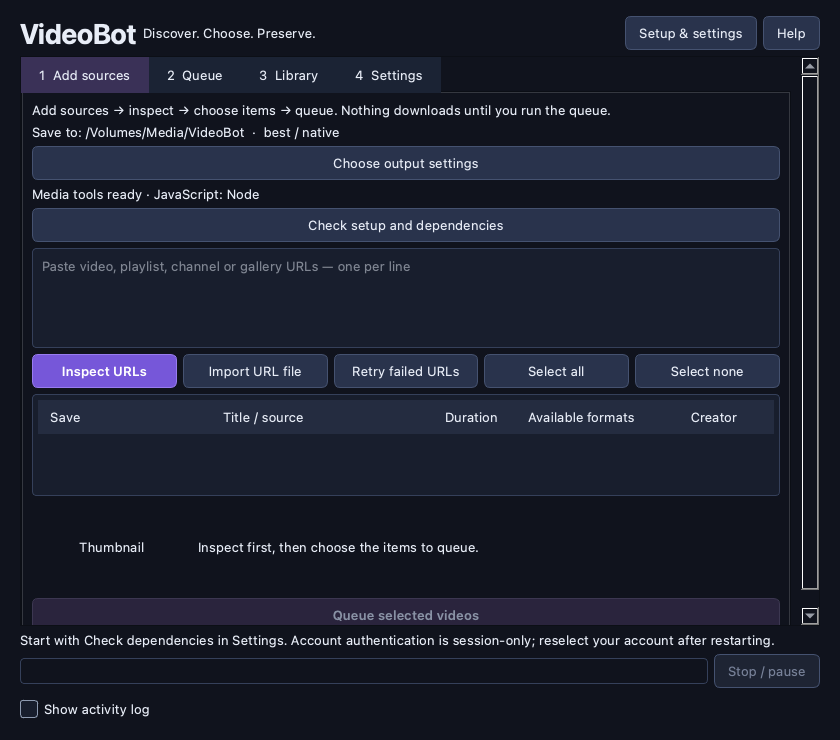 VideoBot Discover. Choose. Preserve. Setup & settings Help
1 Add sources 2 Queue 3 Library 4 Settings
Add sources → inspect → choose items → queue. Nothing downloads until you run the queue.
Save to: /Volumes/Media/VideoBot · best / native
Choose output settings
Media tools ready · JavaScript: Node
Check setup and dependencies
Paste video, playlist, channel or gallery URLs — one per line
Inspect URLs Import URL file Retry failed URLs Select all Select none
Save Title / source Duration Available formats Creator
Thumbnail Inspect first, then choose the items to queue.
Queue selected videos
Start with Check dependencies in Settings. Account authentication is session-only; reselect your account after restarting.
Stop / pause
Show activity log